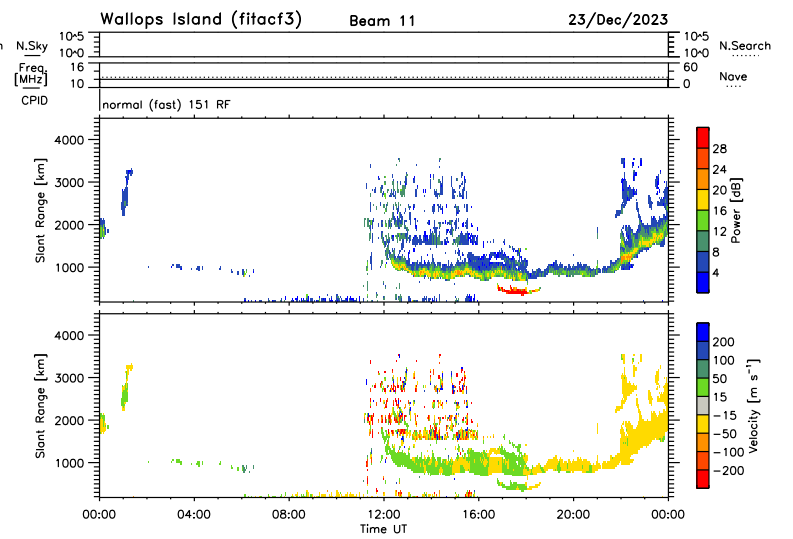 Wallops Island (fitacf3) Beam 11 23/Dec/2023
N.Sky 10^5 10^0 10^5 10^0 N.Search
Freq. [MHz] 16 10 60 0 Nave
CPID normal (fast) 151 RF
Slant Range [km]
4000
3000
2000
1000
28
24
20
16
12
8
4
Power [dB]
Slant Range [km]
4000
3000
2000
1000
200
100
50
15
-15
-50
-100
-200
Velocity [m s⁻¹]
00:00 04:00 08:00 12:00 16:00 20:00 00:00
Time UT